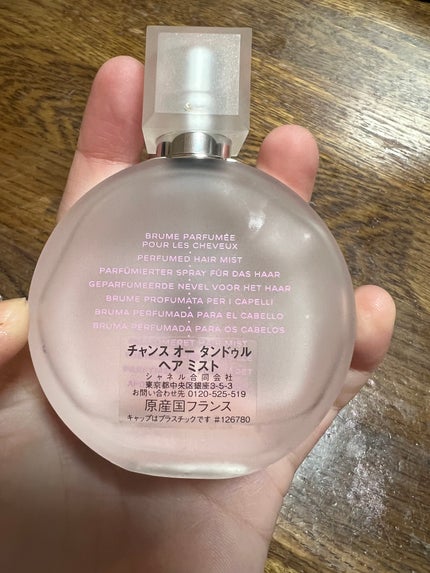 BRUME PARFUMÉE
POUR LES CHEVEUX
PERFUMED HAIR MIST
PARFÜMIERTER SPRAY FÜR DAS HAAR
GEPARFUMEERDE NEVEL VOOR HET HAAR
BRUME PROFUMATA PER I CAPELLI
BRUMA PERFUMADA PARA EL CABELLO
BRUMA PERFUMADA PARA OS CABELOS
HAIR MIST
チャンス オー タンドゥル
ヘア ミスト
シャネル合同会社
東京都中央区銀座3-5-3
お問い合わせ先 0120-525-519
原産国フランス
キャップはプラスチックです #126780